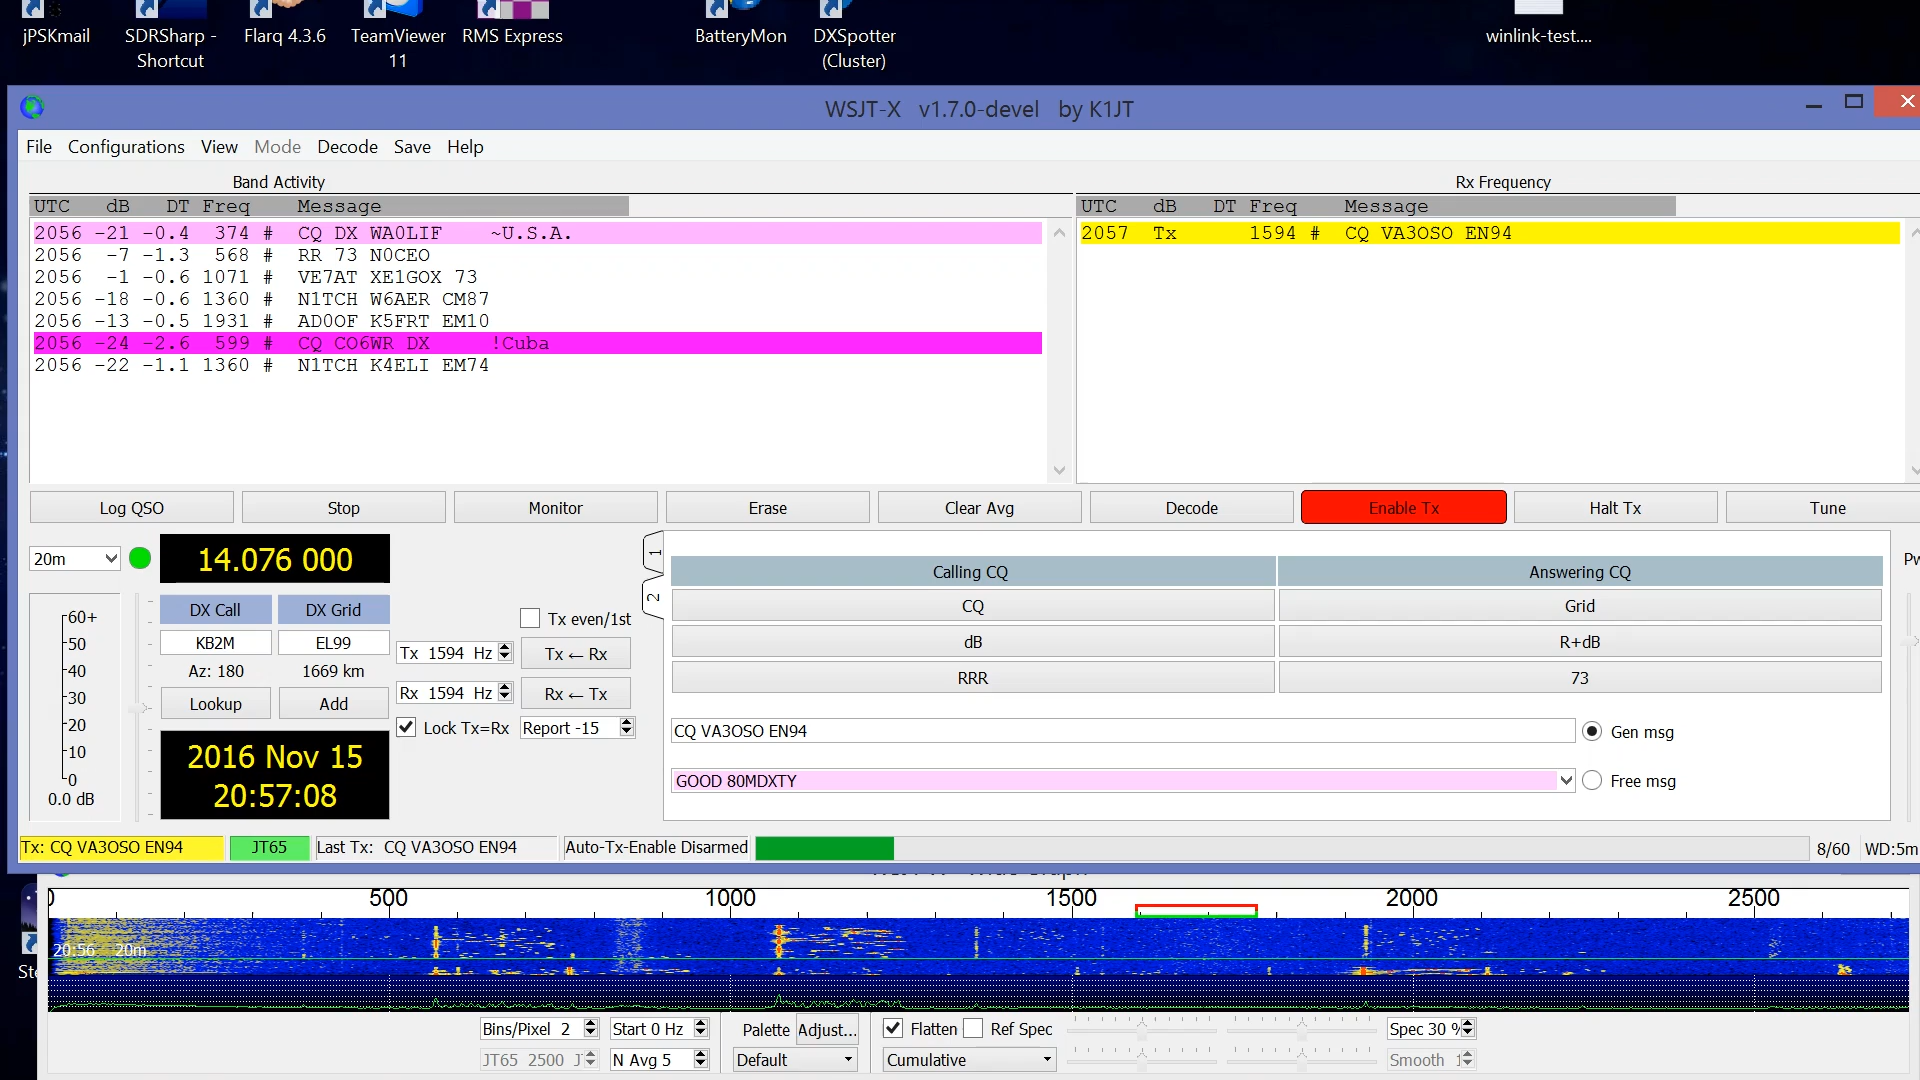 jPSKmail
SDRSharp - Shortcut
Flarq 4.3.6
TeamViewer 11
RMS Express
BatteryMon
DXSpotter (Cluster)
winlink-test....
WSJT-X v1.7.0-devel by K1JT
File Configurations View Mode Decode Save Help
Band Activity
UTC dB DT Freq Message
2056 -21 -0.4 374 # CQ DX WA0LIF ~U.S.A.
2056 -7 -1.3 568 # RR 73 N0CEO
2056 -1 -0.6 1071 # VE7AT XE1GOX 73
2056 -18 -0.6 1360 # N1TCH W6AER CM87
2056 -13 -0.5 1931 # AD0OF K5FRT EM10
2056 -24 -2.6 599 # CQ CO6WR DX !Cuba
2056 -22 -1.1 1360 # N1TCH K4ELI EM74
Rx Frequency
UTC dB DT Freq Message
2057 Tx 1594 # CQ VA3OSO EN94
Log QSO Stop Monitor Erase Clear Avg Decode Enable Tx Halt Tx Tune
20m 14.076 000
60+
50
40
30
20
10
0
0.0 dB
DX Call DX Grid
KB2M EL99
Az: 180 1669 km
Lookup Add
2016 Nov 15
20:57:08
Tx even/1st
Tx 1594 Hz Tx ← Rx
Rx 1594 Hz Rx ← Tx
Lock Tx=Rx Report -15
1
2
Calling CQ Answering CQ
CQ Grid
dB R+dB
RRR 73
CQ VA3OSO EN94 Gen msg
GOOD 80MDXTY Free msg
Tx: CQ VA3OSO EN94 JT65 Last Tx: CQ VA3OSO EN94 Auto-Tx-Enable Disarmed 8/60 WD:5m
500 1000 1500 2000 2500
20:56 20m
Bins/Pixel 2 Start 0 Hz Palette Adjust... Flatten Ref Spec Spec 30 %
JT65 2500 N Avg 5 Default Cumulative Smooth